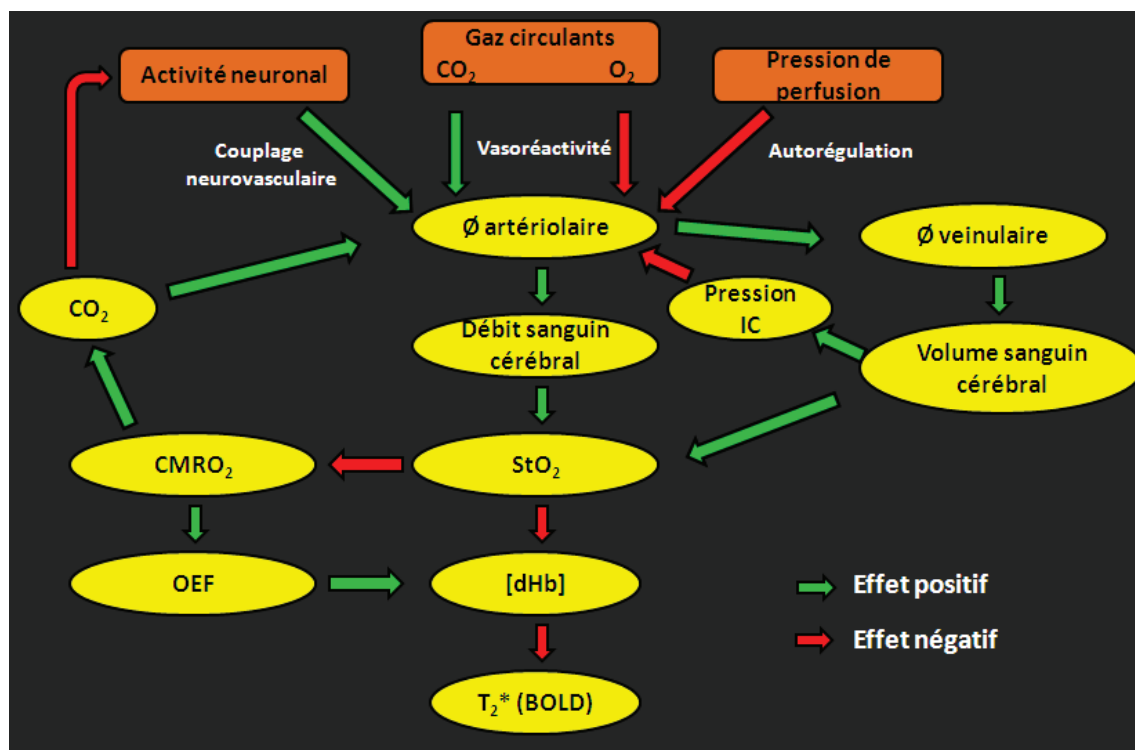 Gaz circulants
CO₂ O₂
Activité neuronal
Pression de
perfusion
Couplage
neurovasculaire
Vasoréactivité
Autorégulation
Ø artériolaire
Ø veinulaire
CO₂
Pression
IC
Débit sanguin
cérébral
Volume sanguin
cérébral
CMRO₂
StO₂
OEF
[dHb]
Effet positif
Effet négatif
T₂* (BOLD)